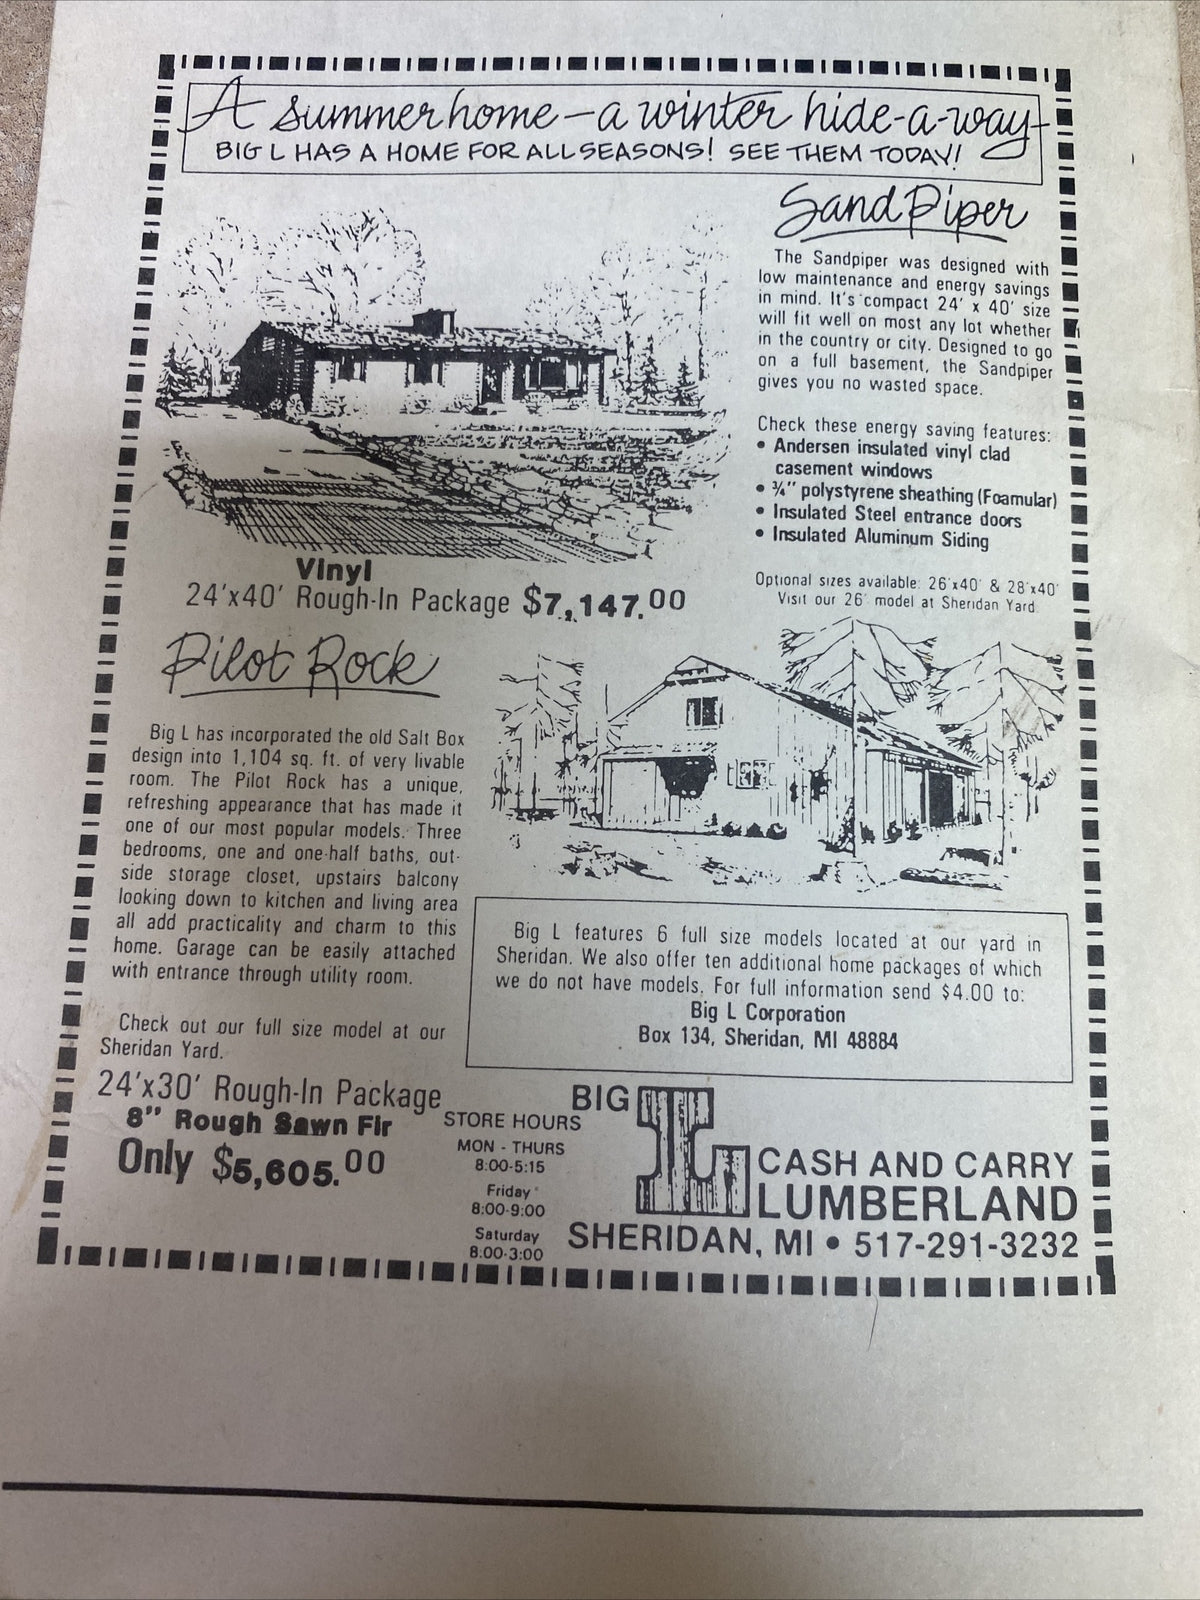 A summer home – a winter hide-a-way
BIG L HAS A HOME FOR ALL SEASONS! SEE THEM TODAY!
SandPiper
The Sandpiper was designed with
low maintenance and energy savings
in mind. It's compact 24' x 40' size
will fit well on most any lot whether
in the country or city. Designed to go
on a full basement, the Sandpiper
gives you no wasted space.
Check these energy saving features:
• Andersen insulated vinyl clad
casement windows
• ¾" polystyrene sheathing (Foamular)
• Insulated Steel entrance doors
• Insulated Aluminum Siding
Optional sizes available: 26'x40' & 28'x40'
Visit our 26' model at Sheridan Yard.
Vinyl
24'x40' Rough-In Package $7,147.00
Pilot Rock
Big L has incorporated the old Salt Box
design into 1,104 sq. ft. of very livable
room. The Pilot Rock has a unique,
refreshing appearance that has made it
one of our most popular models. Three
bedrooms, one and one-half baths, out-
side storage closet, upstairs balcony
looking down to kitchen and living area
all add practicality and charm to this
home. Garage can be easily attached
with entrance through utility room.
Check out our full size model at our
Sheridan Yard.
24'x30' Rough-In Package
8" Rough Sawn Fir
Only $5,605.00
Big L features 6 full size models located at our yard in
Sheridan. We also offer ten additional home packages of which
we do not have models. For full information send $4.00 to:
Big L Corporation
Box 134, Sheridan, MI 48884
STORE HOURS
MON - THURS
8:00-5:15
Friday
8:00-9:00
Saturday
8:00-3:00
BIG L
CASH AND CARRY
LUMBERLAND
SHERIDAN, MI • 517-291-3232